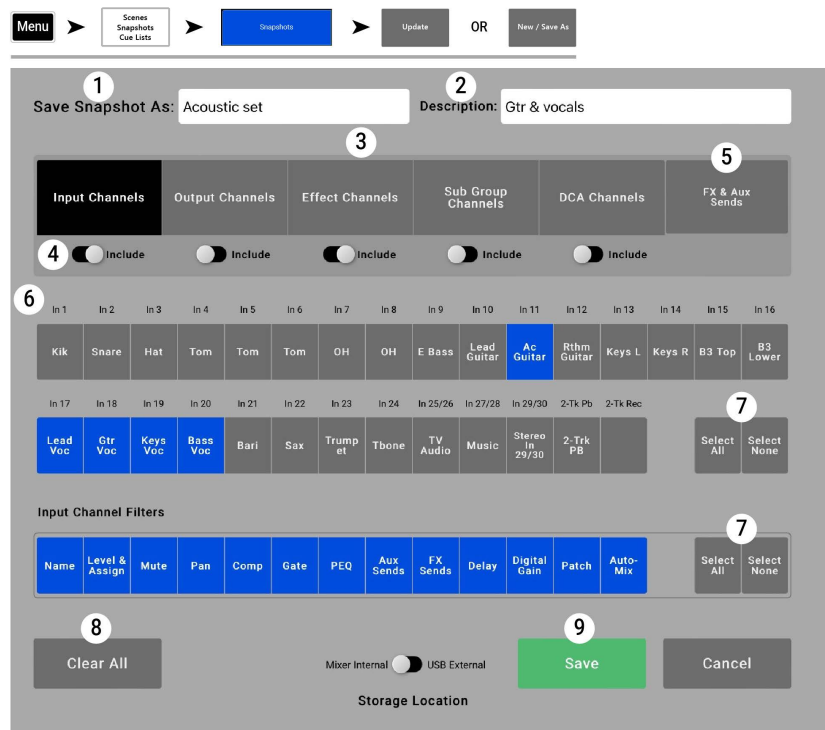 Menu
Scenes
Snapshots
Cue Lists
Snapshots
Update
OR
New / Save As
1
2
Save Snapshot As: Acoustic set
Description: Gtr & vocals
3
5
Input Channels
Output Channels
Effect Channels
Sub Group
Channels
DCA Channels
FX & Aux
Sends
4
Include
Include
Include
Include
Include
6
In 1 In 2 In 3 In 4 In 5 In 6 In 7 In 8 In 9 In 10 In 11 In 12 In 13 In 14 In 15 In 16
Kik
Snare
Hat
Tom
Tom
Tom
OH
OH
E Bass
Lead
Guitar
Ac
Guitar
Rthm
Guitar
Keys L
Keys R
B3 Top
B3
Lower
In 17 In 18 In 19 In 20 In 21 In 22 In 23 In 24 In 25/26 In 27/28 In 29/30 2-Tk Pb 2-Tk Rec
7
Lead
Voc
Gtr
Voc
Keys
Voc
Bass
Voc
Bari
Sax
Trump
et
Tbone
TV
Audio
Music
Stereo
In
29/30
2-Trk
PB
Select
All
Select
None
Input Channel Filters
7
Name
Level &
Assign
Mute
Pan
Comp
Gate
PEQ
Aux
Sends
FX
Sends
Delay
Digital
Gain
Patch
Auto-
Mix
Select
All
Select
None
8
9
Clear All
Mixer Internal
USB External
Save
Cancel
Storage Location